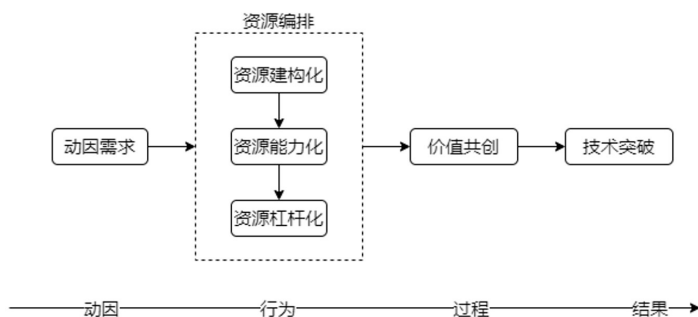 资源编排
资源建构化
动因需求
资源能力化
价值共创
技术突破
资源杠杆化
动因
行为
过程
结果